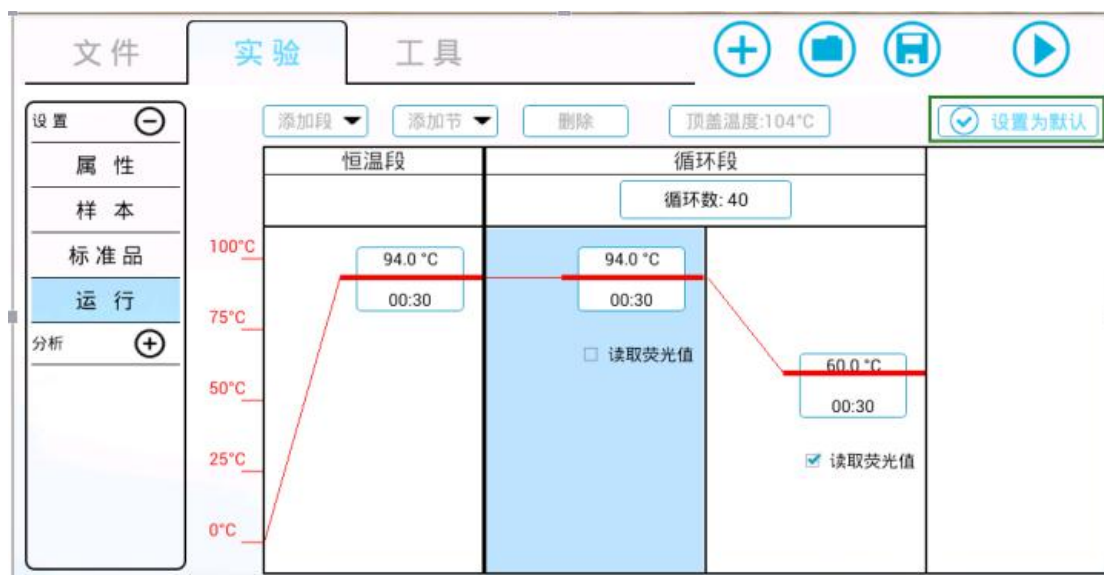 文件 实验 工具
设置 添加段 添加节 删除 顶盖温度:104°C 设置为默认
属性
样本
标准品
运行
分析
恒温段 循环段
循环数: 40
100°C
75°C
50°C
25°C
0°C
94.0 °C
00:30
94.0 °C
00:30
读取荧光值
60.0 °C
00:30
读取荧光值